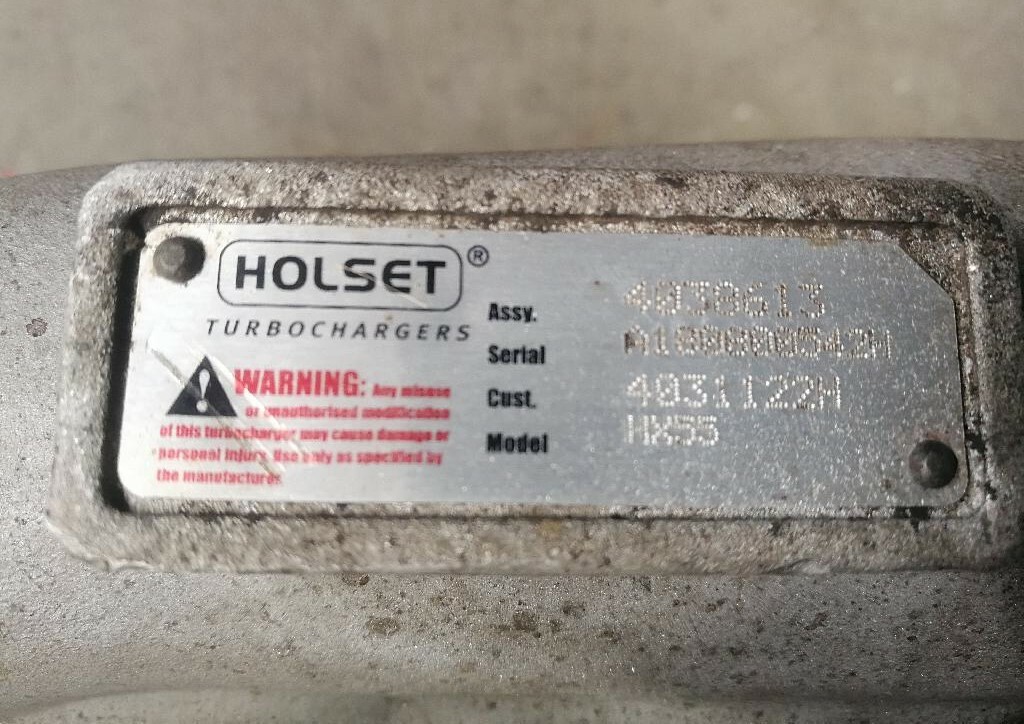 HOLSET®
TURBOCHARGERS
WARNING: Any misuse
or unauthorised modification
of this turbocharger may cause damage or
personal injury. Use only as specified by
the manufacturer.
Assy. 4038613
Serial
Cust. 4031122H
Model HX55